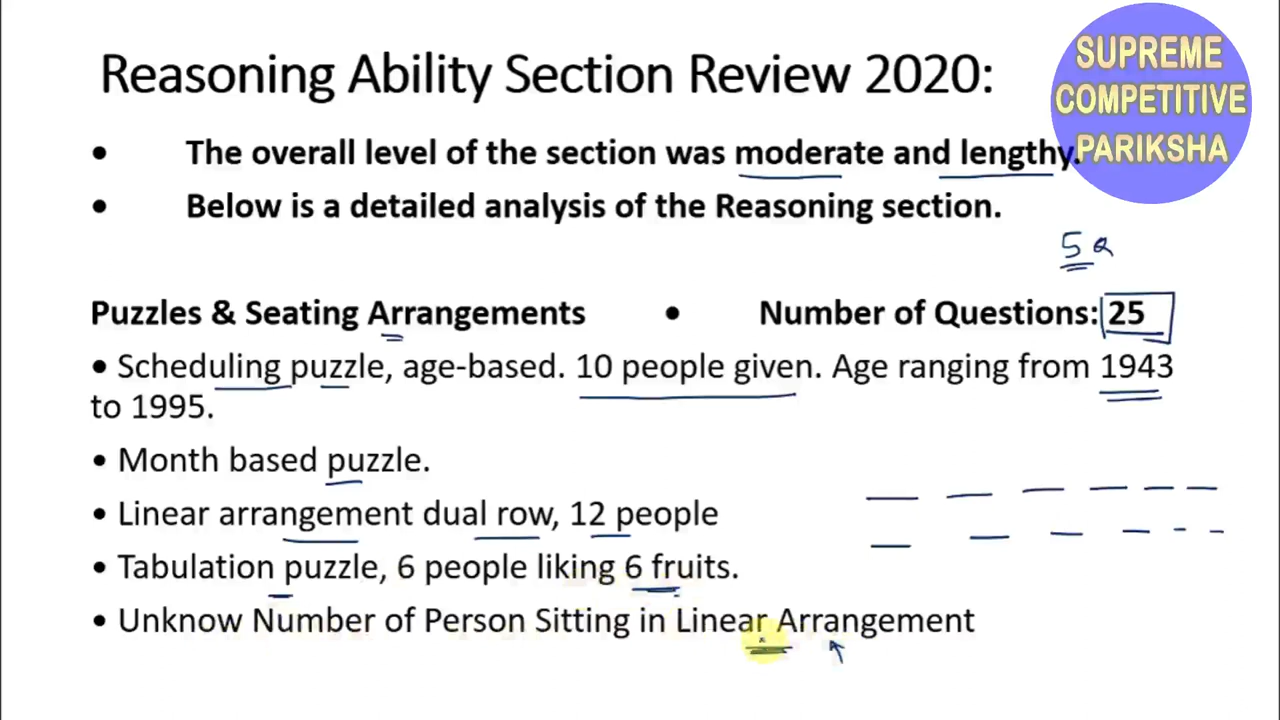 Reasoning Ability Section Review 2020:
SUPREME
COMPETITIVE
PARIKSHA
• The overall level of the section was moderate and lengthy.
• Below is a detailed analysis of the Reasoning section.
5Q
Puzzles & Seating Arrangements • Number of Questions: 25
• Scheduling puzzle, age-based. 10 people given. Age ranging from 1943
to 1995.
• Month based puzzle.
• Linear arrangement dual row, 12 people
• Tabulation puzzle, 6 people liking 6 fruits.
• Unknow Number of Person Sitting in Linear Arrangement